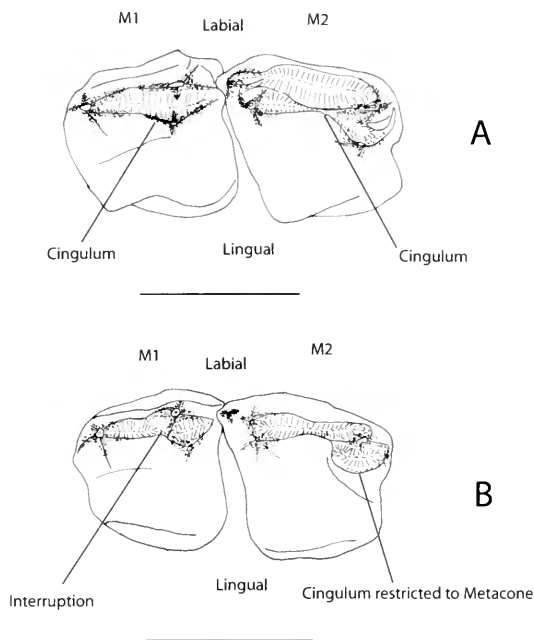 M1
Labial
M2
A
Cingulum
Lingual
Cingulum
M1
Labial
M2
B
Interruption
Lingual
Cingulum restricted to Metacone